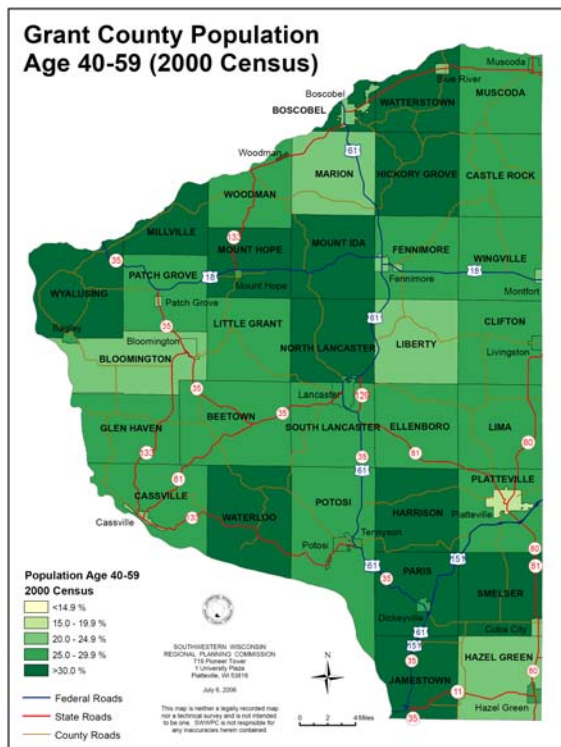 Grant County Population
Age 40-59 (2000 Census)
Muscoda
Blue River
Boscobel
BOSCOBEL
WATTERSTOWN
MUSCODA
61
Woodman
MARION
HICKORY GROVE
CASTLE ROCK
WOODMAN
MILLVILLE
133
MOUNT HOPE
MOUNT IDA
FENNIMORE
WINGVILLE
35
PATCH GROVE
18
Mount Hope
Fennimore
18
Montfort
WYALUSING
Patch Grove
35
61
CLIFTON
Bagley
LITTLE GRANT
Bloomington
BLOOMINGTON
NORTH LANCASTER
LIBERTY
Livingston
35
Lancaster
129
BEETOWN
35
GLEN HAVEN
SOUTH LANCASTER
ELLENBORO
LIMA
133
35
81
80
81
61
CASSVILLE
PLATTEVILLE
POTOSI
Cassville
133
WATERLOO
HARRISON
Platteville
Tennyson
Potosi
61
PARIS
151
80
35
81
SMELSER
Dickeyville
61
Cuba City
151
35
HAZEL GREEN
JAMESTOWN
11
80
35
Hazel Green
Population Age 40-59
2000 Census
<14.9 %
15.0 - 19.9 %
20.0 - 24.9 %
25.0 - 29.9 %
>30.0 %
Federal Roads
State Roads
County Roads
SOUTHWESTERN WISCONSIN
REGIONAL PLANNING COMMISSION
719 Pioneer Tower
1 University Plaza
Platteville, WI 53818
July 6, 2006
This map is neither a legally recorded map
nor a technical survey and is not intended
to be one. SWWRPC is not responsible for
any inaccuracies herein contained.
N
0
2
4 Miles